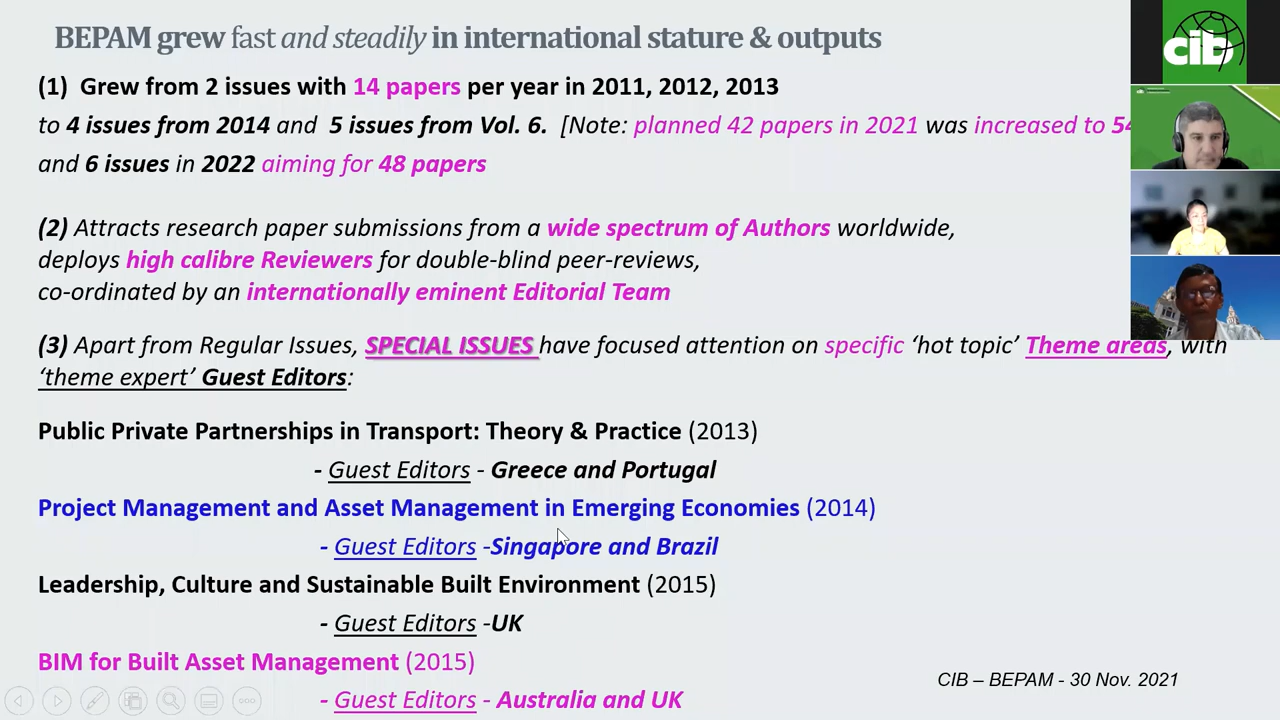 BEPAM grew fast and steadily in international stature & outputs
cib
(1) Grew from 2 issues with 14 papers per year in 2011, 2012, 2013
to 4 issues from 2014 and 5 issues from Vol. 6. [Note: planned 42 papers in 2021 was increased to
and 6 issues in 2022 aiming for 48 papers
(2) Attracts research paper submissions from a wide spectrum of Authors worldwide,
deploys high calibre Reviewers for double-blind peer-reviews,
co-ordinated by an internationally eminent Editorial Team
(3) Apart from Regular Issues, SPECIAL ISSUES have focused attention on specific ‘hot topic’ Theme areas, with
‘theme expert’ Guest Editors:
Public Private Partnerships in Transport: Theory & Practice (2013)
- Guest Editors - Greece and Portugal
Project Management and Asset Management in Emerging Economies (2014)
- Guest Editors -Singapore and Brazil
Leadership, Culture and Sustainable Built Environment (2015)
- Guest Editors -UK
BIM for Built Asset Management (2015)
- Guest Editors - Australia and UK
CIB – BEPAM - 30 Nov. 2021